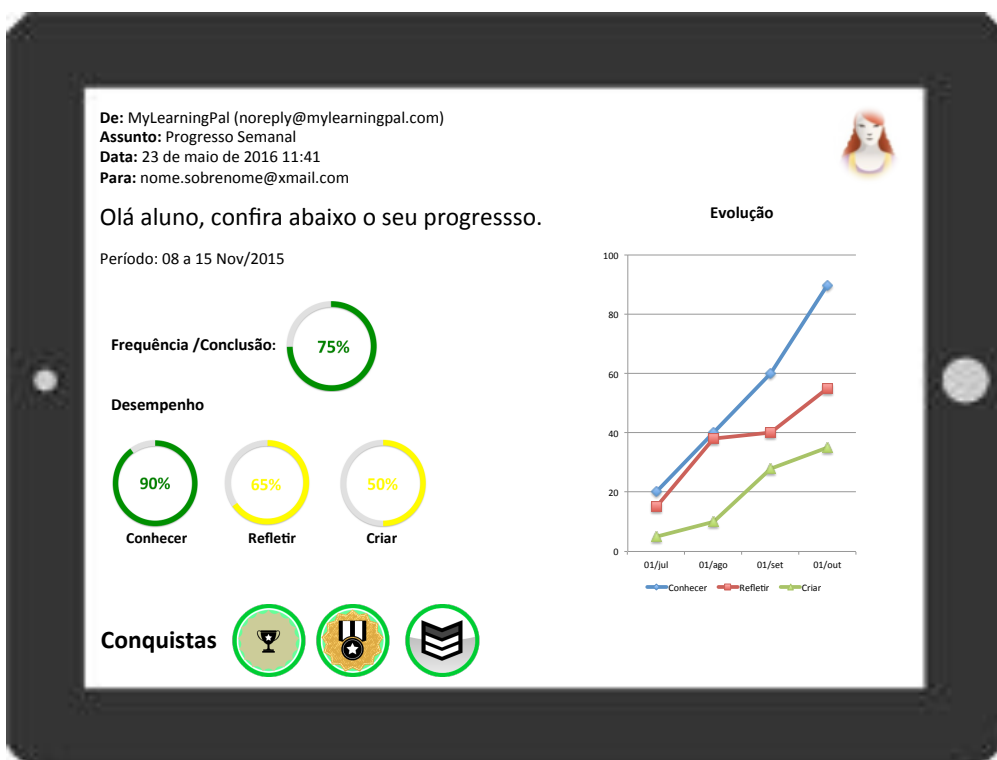 De: MyLearningPal (noreply@mylearningpal.com)
Assunto: Progresso Semanal
Data: 23 de maio de 2016 11:41
Para: nome.sobrenome@xmail.com
Olá aluno, confira abaixo o seu progressso.
Período: 08 a 15 Nov/2015
Frequência /Conclusão:
75%
Desempenho
90%
65%
50%
Conhecer
Refletir
Criar
Conquistas
Evolução
100
80
60
40
20
0
01/jul
01/ago
01/set
01/out
Conhecer
Refletir
Criar